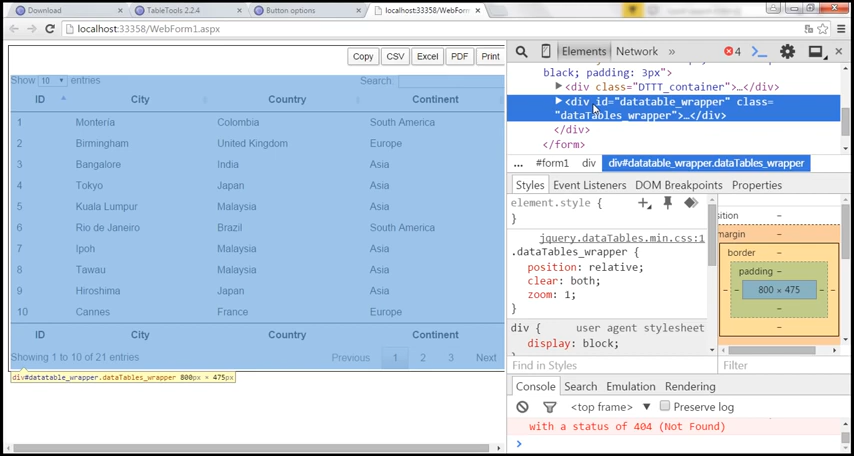 Download
TableTools 2.2.4
Button options
localhost:33358/WebForm
localhost:33358/WebForm1.aspx
Copy CSV Excel PDF Print
Show 10 entries Search:
ID City Country Continent
1 Montería Colombia South America
2 Birmingham United Kingdom Europe
3 Bangalore India Asia
4 Tokyo Japan Asia
5 Kuala Lumpur Malaysia Asia
6 Rio de Janeiro Brazil South America
7 Ipoh Malaysia Asia
8 Tawau Malaysia Asia
9 Hiroshima Japan Asia
10 Cannes France Europe
ID City Country Continent
Showing 1 to 10 of 21 entries Previous 1 2 3 Next
div#datatable_wrapper.dataTables_wrapper 800px × 475px
Elements Network » 4
black; padding: 3px">
<div class="DTTT_container">…</div>
<div id="datatable_wrapper" class=
"dataTables_wrapper">…</div>
</div>
</form>
... #form1 div div#datatable_wrapper.dataTables_wrapper
Styles Event Listeners DOM Breakpoints Properties
element.style {
}
jquery.dataTables.min.css:1
.dataTables_wrapper {
position: relative;
clear: both;
zoom: 1;
}
div { user agent stylesheet
display: block;
Find in Styles
sition –
margin –
border –
padding –
– – 800 × 475 – –
–
–
Filter
Console Search Emulation Rendering
<top frame> Preserve log
with a status of 404 (Not Found)
>